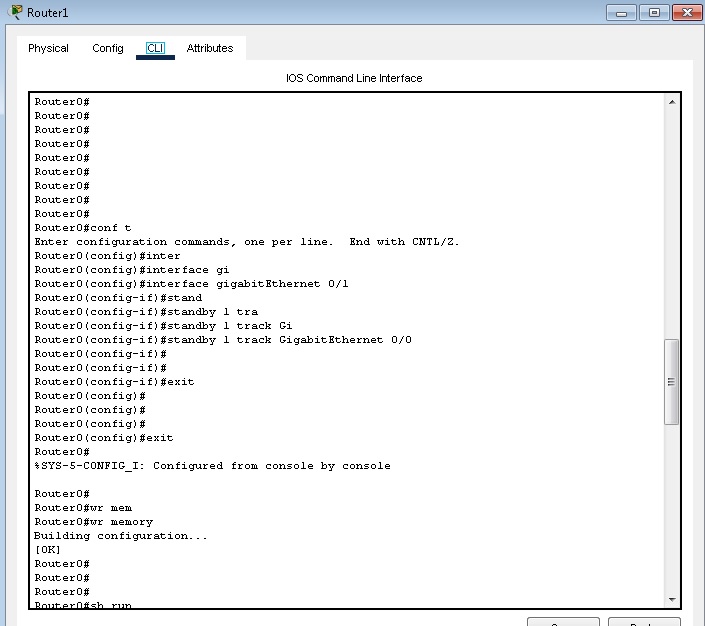 Router1
Physical Config CLI Attributes
IOS Command Line Interface
Router0#
Router0#
Router0#
Router0#
Router0#
Router0#
Router0#
Router0#
Router0#
Router0#conf t
Enter configuration commands, one per line.  End with CNTL/Z.
Router0(config)#inter
Router0(config)#interface gi
Router0(config)#interface gigabitEthernet 0/1
Router0(config-if)#stand
Router0(config-if)#standby 1 tra
Router0(config-if)#standby 1 track Gi
Router0(config-if)#standby 1 track GigabitEthernet 0/0
Router0(config-if)#
Router0(config-if)#
Router0(config-if)#exit
Router0(config)#
Router0(config)#
Router0(config)#
Router0(config)#exit
Router0#
%SYS-5-CONFIG_I: Configured from console by console
Router0#
Router0#wr mem
Router0#wr memory
Building configuration...
[OK]
Router0#
Router0#
Router0#
Router0#sh run